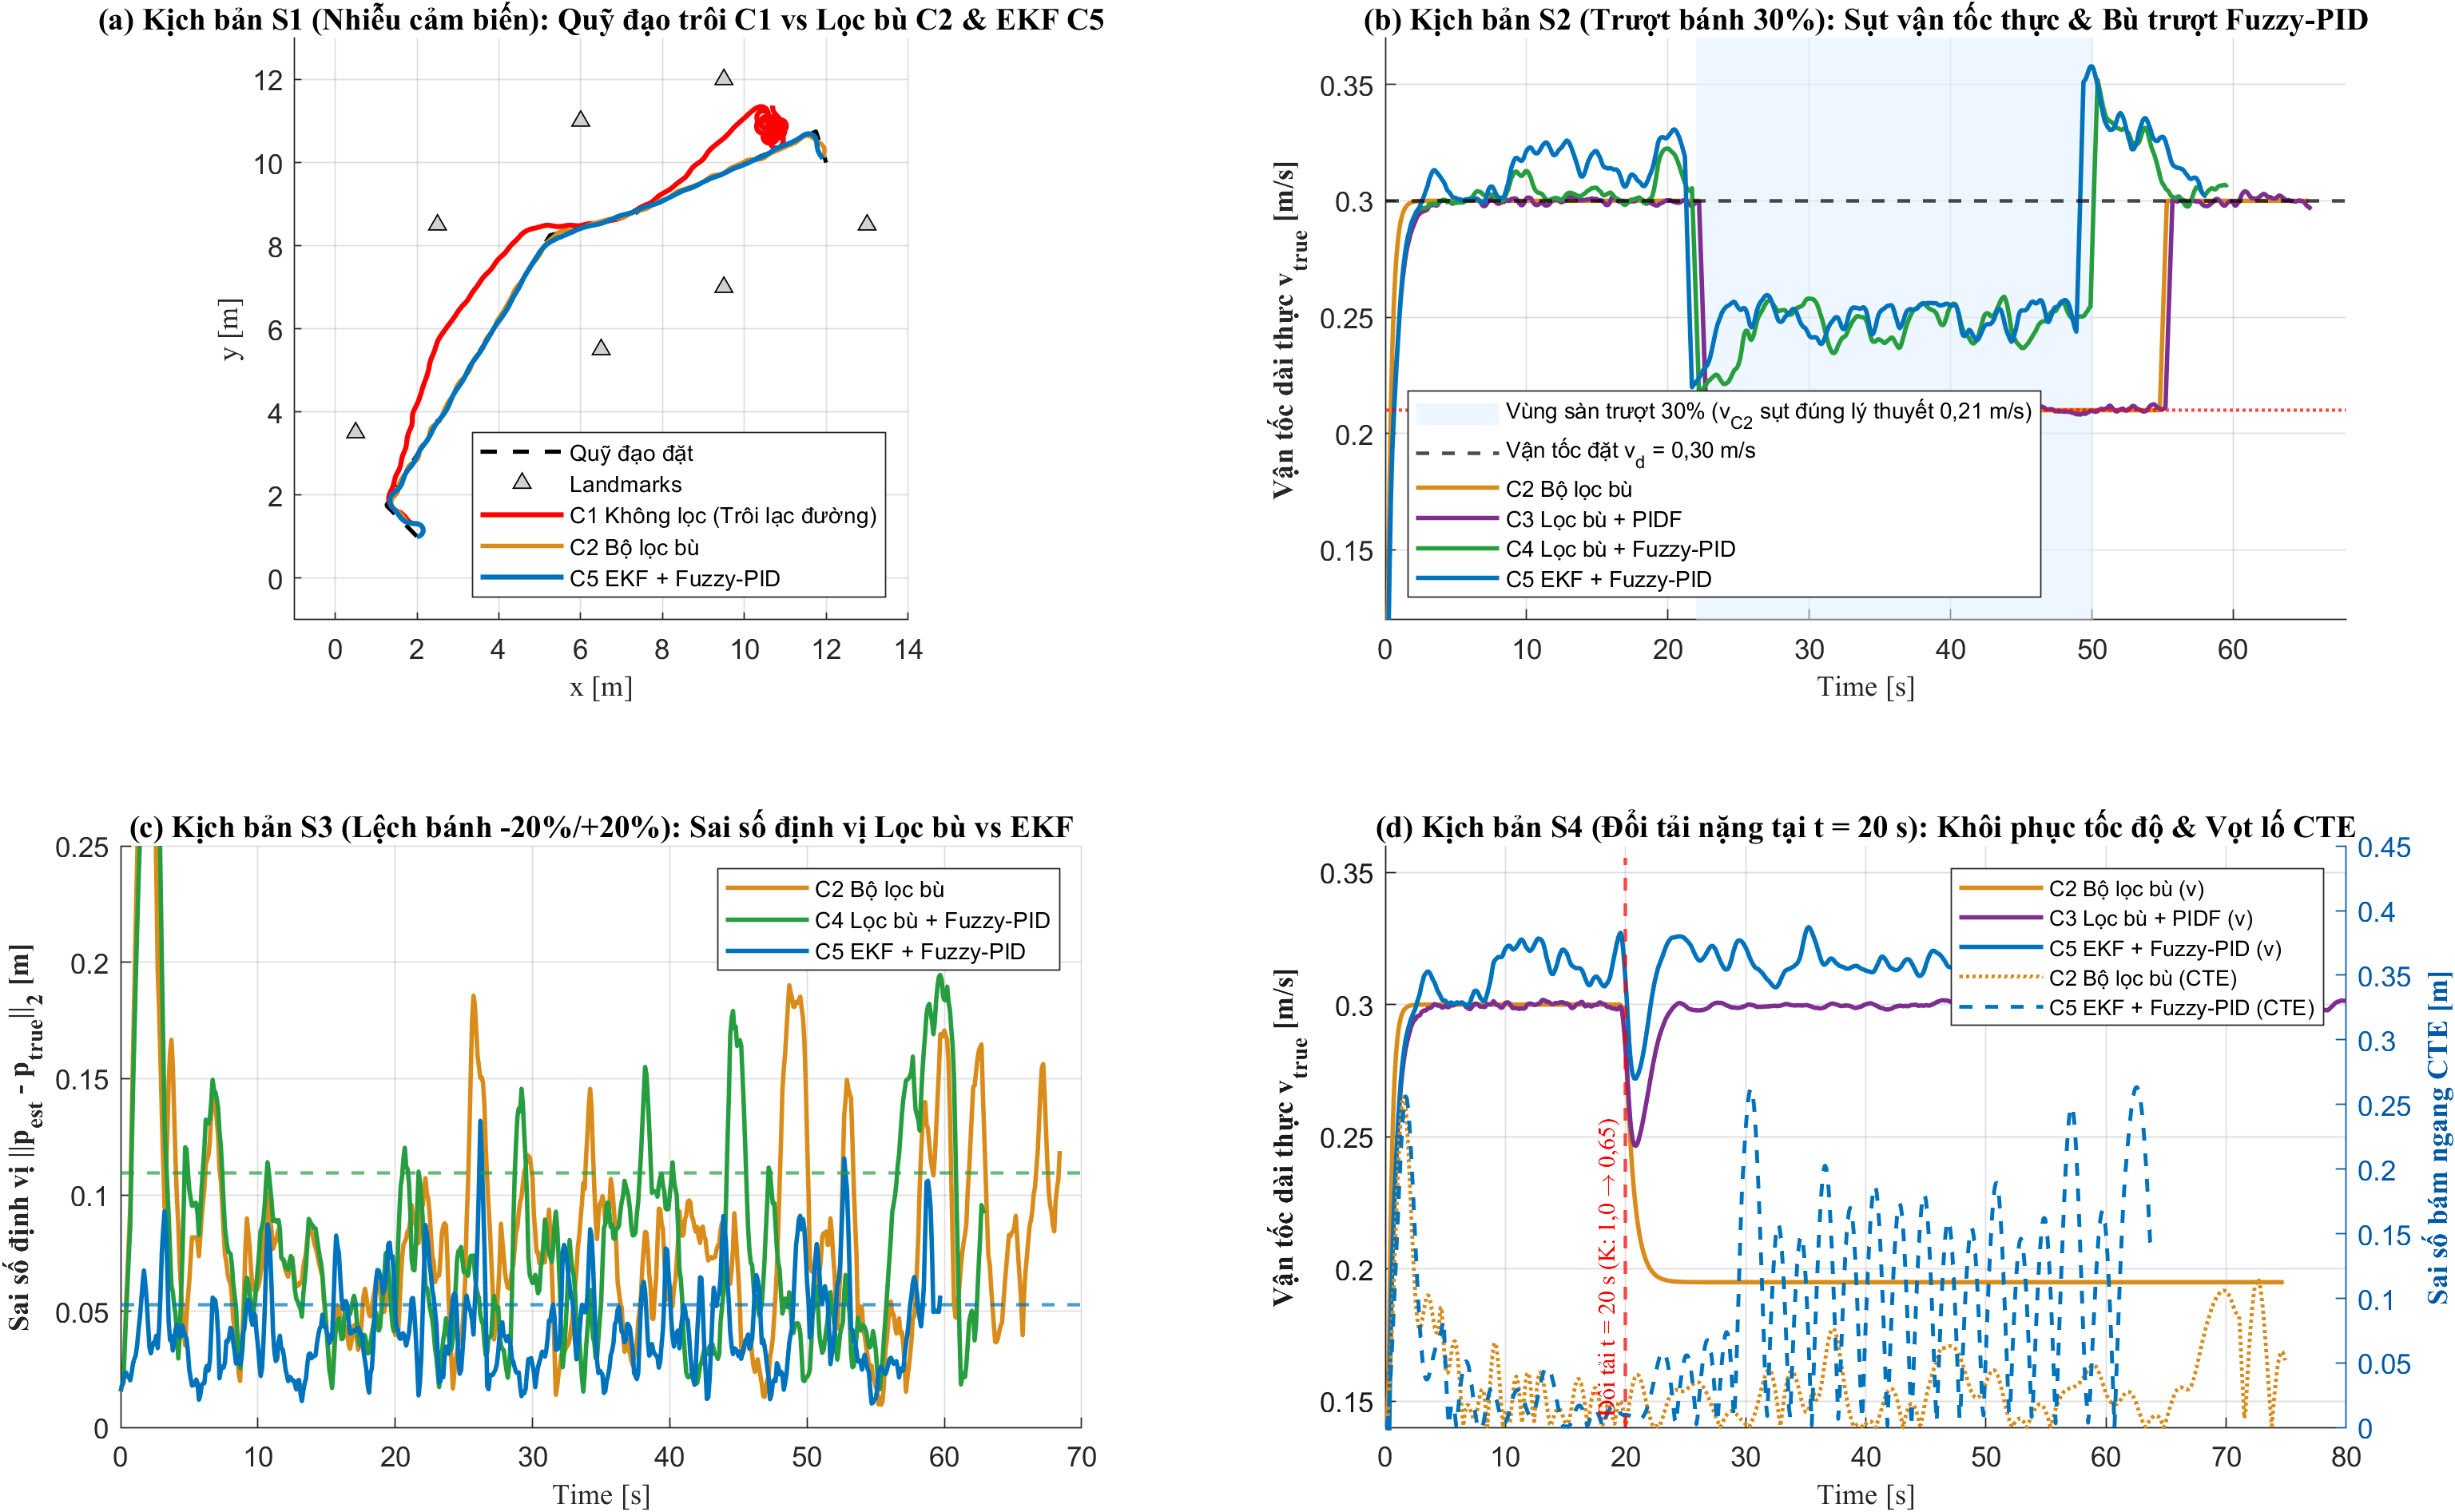 (a) Kịch bản S1 (Nhiễu cảm biến): Quỹ đạo trôi C1 vs Lọc bù C2 & EKF C5
12
10
8
6
4
2
0
y [m]
Quỹ đạo đặt
Landmarks
C1 Không lọc (Trôi lạc đường)
C2 Bộ lọc bù
C5 EKF + Fuzzy-PID
0 2 4 6 8 10 12 14
x [m]
(b) Kịch bản S2 (Trượt bánh 30%): Sụt vận tốc thực & Bù trượt Fuzzy-PID
0.35
0.3
0.25
0.2
0.15
Vận tốc dài thực v_true [m/s]
Vùng sàn trượt 30% (v_C2 sụt đúng lý thuyết 0,21 m/s)
Vận tốc đặt v_d = 0,30 m/s
C2 Bộ lọc bù
C3 Lọc bù + PIDF
C4 Lọc bù + Fuzzy-PID
C5 EKF + Fuzzy-PID
0 10 20 30 40 50 60
Time [s]
(c) Kịch bản S3 (Lệch bánh -20%/+20%): Sai số định vị Lọc bù vs EKF
0.25
0.2
0.15
0.1
0.05
0
Sai số định vị ||p_est - p_true||_2 [m]
C2 Bộ lọc bù
C4 Lọc bù + Fuzzy-PID
C5 EKF + Fuzzy-PID
0 10 20 30 40 50 60 70
Time [s]
(d) Kịch bản S4 (Đổi tải nặng tại t = 20 s): Khôi phục tốc độ & Vọt lố CTE
0.35
0.3
0.25
0.2
0.15
Vận tốc dài thực v_true [m/s]
Đổi tải t = 20 s (K: 1,0 → 0,65)
C2 Bộ lọc bù (v)
C3 Lọc bù + PIDF (v)
C5 EKF + Fuzzy-PID (v)
C2 Bộ lọc bù (CTE)
C5 EKF + Fuzzy-PID (CTE)
0.45
0.4
0.35
0.3
0.25
0.2
0.15
0.1
0.05
0
Sai số bám ngang CTE [m]
0 10 20 30 40 50 60 70 80
Time [s]